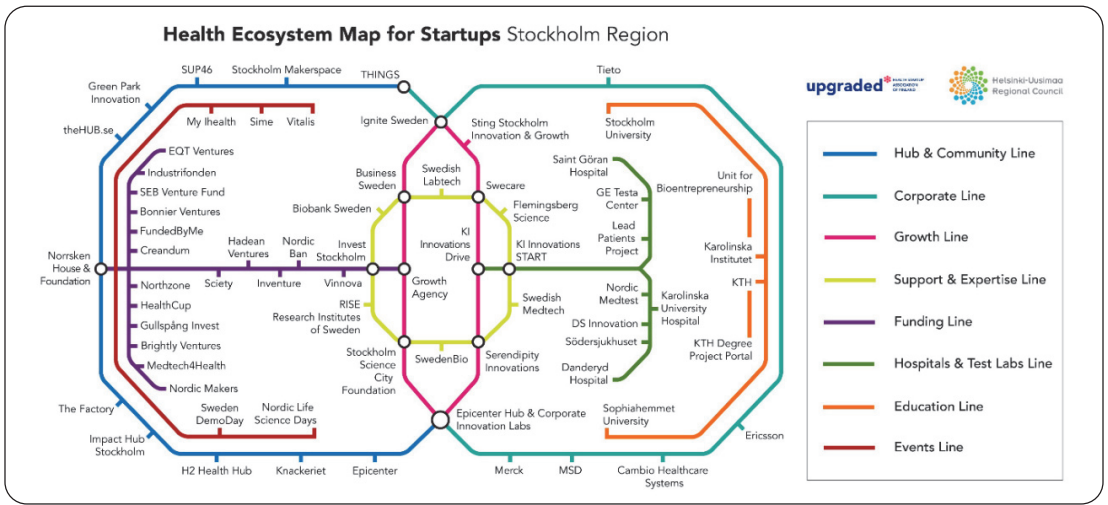 Health Ecosystem Map for Startups Stockholm Region
SUP46
Stockholm Makerspace
THINGS
Tieto
Green Park
Innovation
theHUB.se
My Ihealth
Sime
Vitalis
Ignite Sweden
Sting Stockholm
Innovation & Growth
Stockholm
University
EQT Ventures
Industrifonden
SEB Venture Fund
Bonnier Ventures
FundedByMe
Creandum
Business
Sweden
Swedish
Labtech
Swecare
Saint Göran
Hospital
Unit for
Bioentrepreneurship
Biobank Sweden
Flemingsberg
Science
GE Testa
Center
Lead
Patients
Project
Norrsken
House &
Foundation
Hadean
Ventures
Nordic
Ban
Invest
Stockholm
KI
Innovations
Drive
KI Innovations
START
Karolinska
Institutet
Sciety
Inventure
Vinnova
Growth
Agency
KTH
Northzone
HealthCup
Gullspång Invest
Brightly Ventures
Medtech4Health
Nordic Makers
RISE
Research Institutes
of Sweden
Swedish
Medtech
Nordic
Medtest
DS Innovation
Södersjukhuset
Karolinska
University
Hospital
KTH Degree
Project Portal
Stockholm
Science
City
Foundation
SwedenBio
Serendipity
Innovations
Danderyd
Hospital
The Factory
Sweden
DemoDay
Nordic Life
Science Days
Epicenter Hub & Corporate
Innovation Labs
Sophiahemmet
University
Ericsson
Impact Hub
Stockholm
H2 Health Hub
Knackeriet
Epicenter
Merck
MSD
Cambio Healthcare
Systems
upgraded
HEALTH STARTUP
ASSOCIATION
OF FINLAND
Helsinki-Uusimaa
Regional Council
Hub & Community Line
Corporate Line
Growth Line
Support & Expertise Line
Funding Line
Hospitals & Test Labs Line
Education Line
Events Line